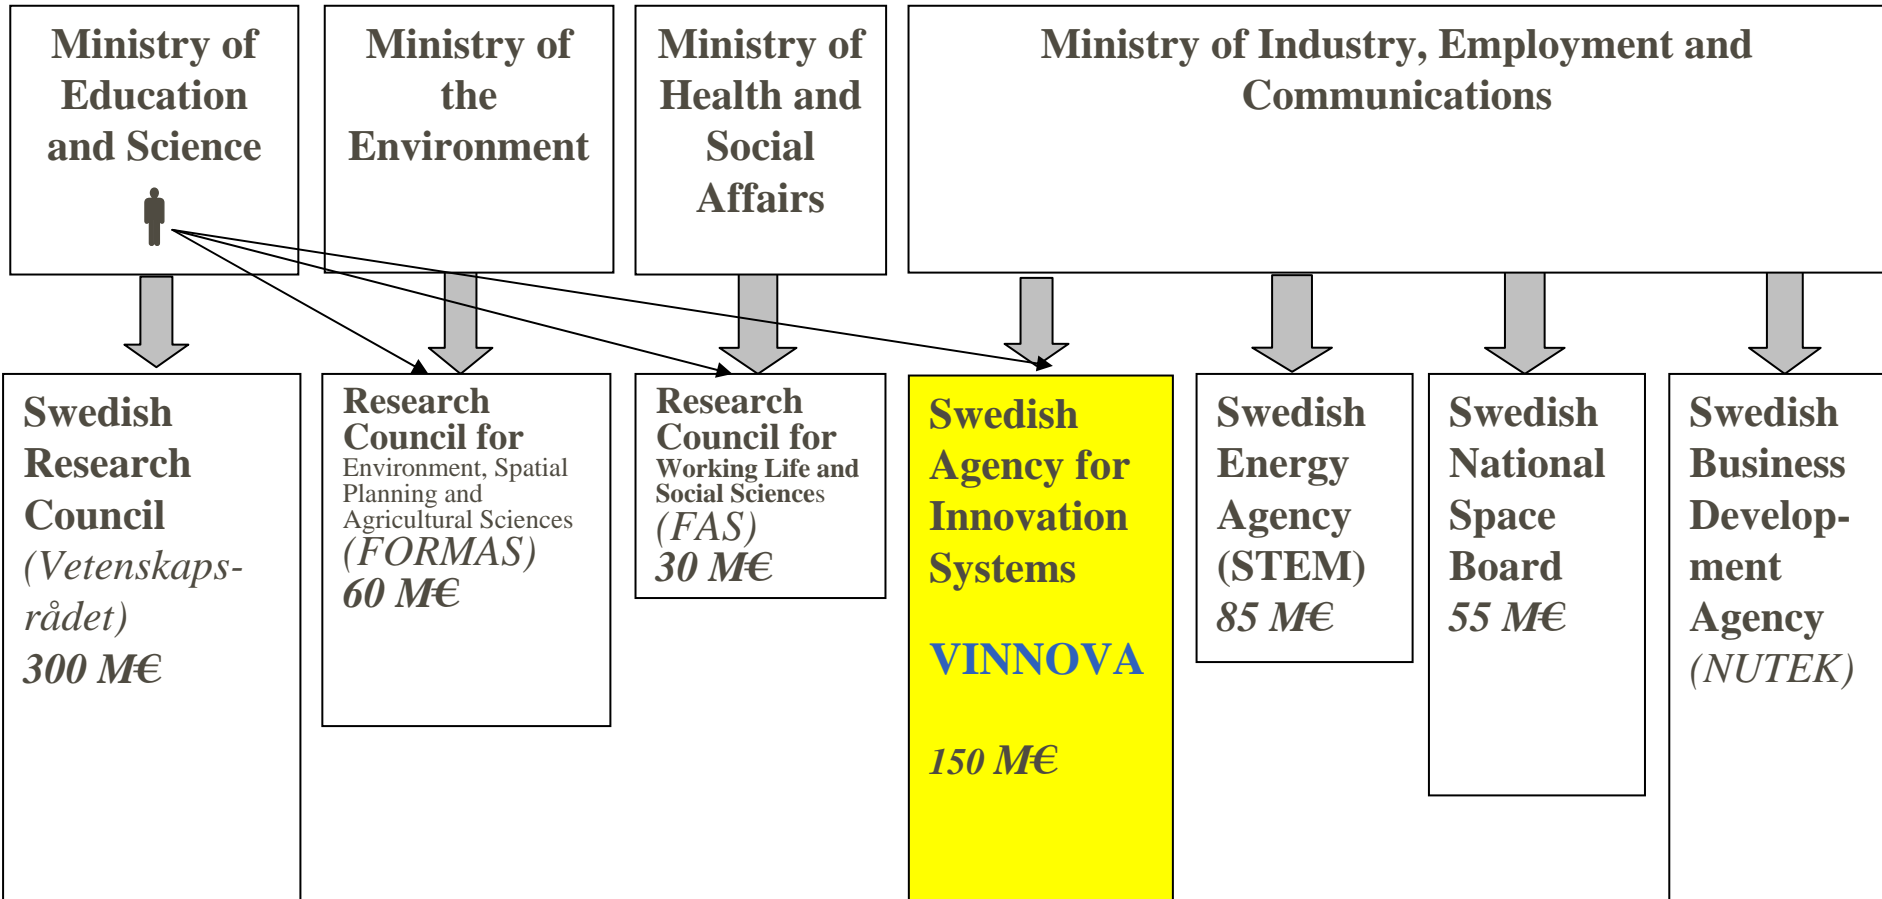 Ministry of
Education
and Science
Ministry of
the
Environment
Ministry of
Health and
Social
Affairs
Ministry of Industry, Employment and
Communications
Swedish
Research
Council
(Vetenskaps-
rådet)
300 M€
Research
Council for
Environment, Spatial
Planning and
Agricultural Sciences
(FORMAS)
60 M€
Research
Council for
Working Life and
Social Sciences
(FAS)
30 M€
Swedish
Agency for
Innovation
Systems
VINNOVA
150 M€
Swedish
Energy
Agency
(STEM)
85 M€
Swedish
National
Space
Board
55 M€
Swedish
Business
Develop-
ment
Agency
(NUTEK)